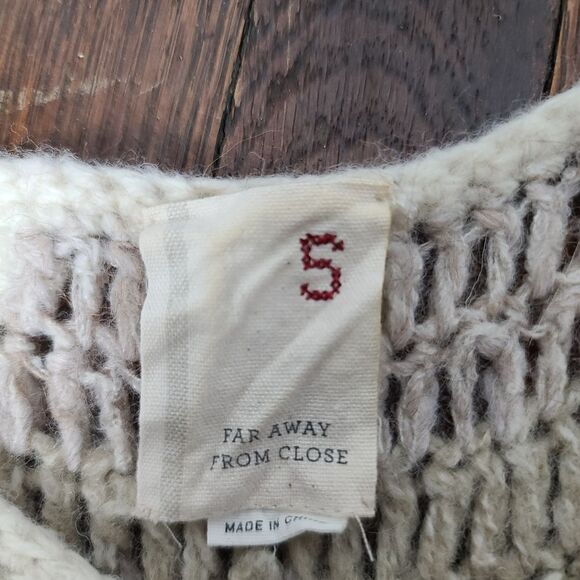 S
FAR AWAY
FROM CLOSE
MADE IN